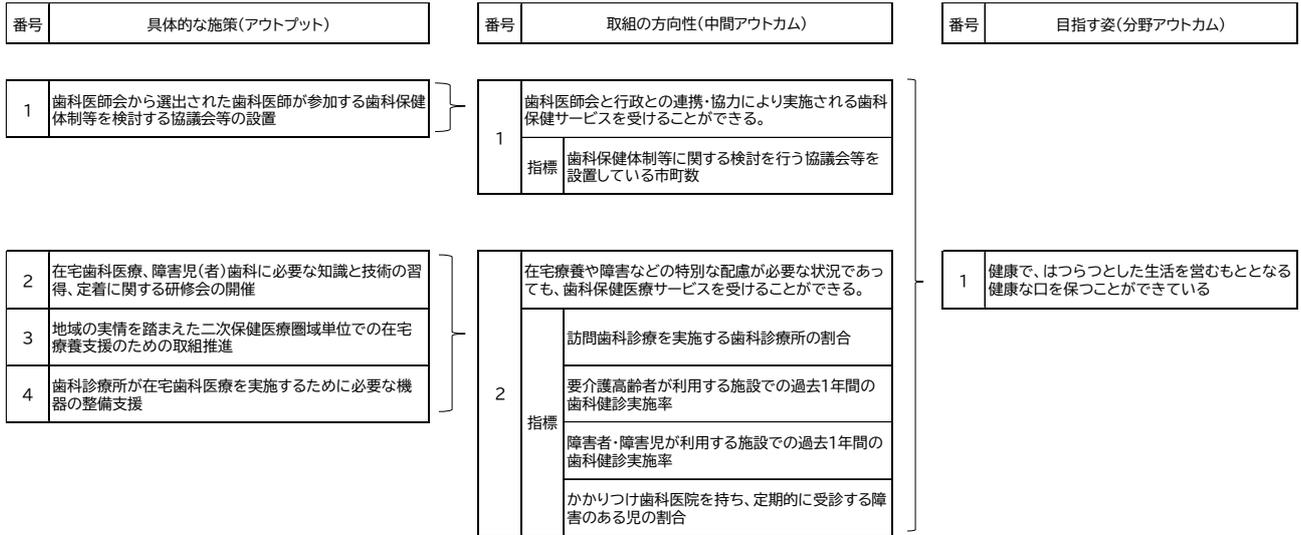 番号
具体的な施策(アウトプット)
番号
取組の方向性(中間アウトカム)
番号
目指す姿(分野アウトカム)
1
歯科医師会から選出された歯科医師が参加する歯科保健
体制等を検討する協議会等の設置
1
歯科医師会と行政との連携・協力により実施される歯科
保健サービスを受けることができる。
指標
歯科保健体制等に関する検討を行う協議会等を
設置している市町数
2
在宅歯科医療、障害児(者)歯科に必要な知識と技術の習
得、定着に関する研修会の開催
3
地域の実情を踏まえた二次保健医療圏域単位での在宅
療養支援のための取組推進
4
歯科診療所が在宅歯科医療を実施するために必要な機
器の整備支援
2
在宅療養や障害などの特別な配慮が必要な状況であっ
ても、歯科保健医療サービスを受けることができる。
指標
訪問歯科診療を実施する歯科診療所の割合
要介護高齢者が利用する施設での過去1年間の
歯科健診実施率
障害者・障害児が利用する施設での過去1年間の
歯科健診実施率
かかりつけ歯科医院を持ち、定期的に受診する障
害のある児の割合
1
健康で、はつらつとした生活を営むもととなる
健康な口を保つことができている